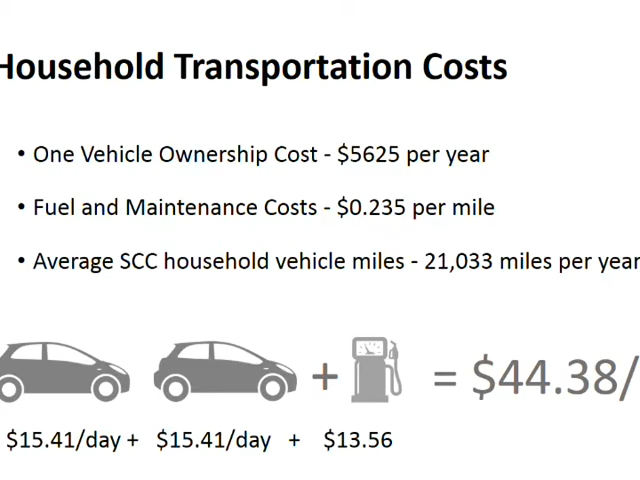 Household Transportation Costs
• One Vehicle Ownership Cost - $5625 per year
• Fuel and Maintenance Costs - $0.235 per mile
• Average SCC household vehicle miles - 21,033 miles per year
+ = $44.38/
$15.41/day + $15.41/day + $13.56